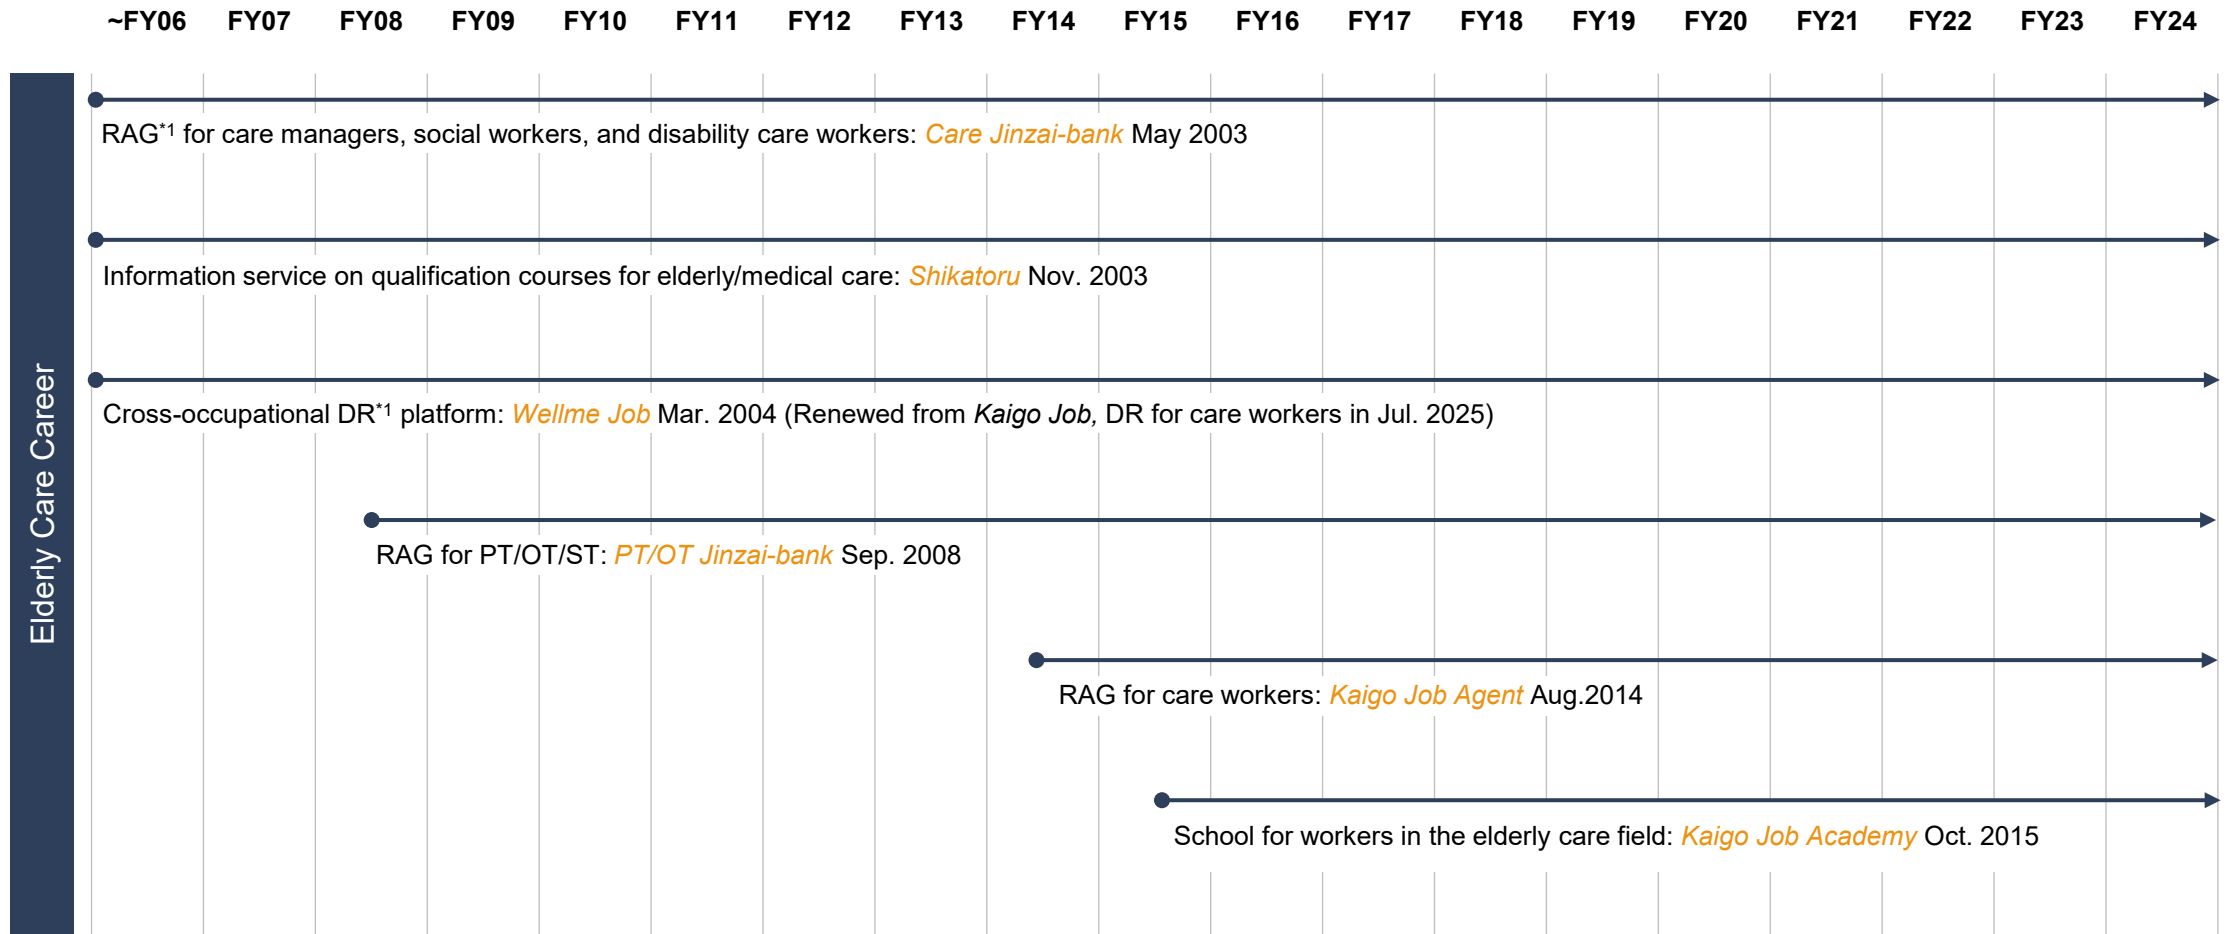 ~FY06 FY07 FY08 FY09 FY10 FY11 FY12 FY13 FY14 FY15 FY16 FY17 FY18 FY19 FY20 FY21 FY22 FY23 FY24
Elderly Care Career
RAG*1 for care managers, social workers, and disability care workers: Care Jinzai-bank May 2003
Information service on qualification courses for elderly/medical care: Shikatoru Nov. 2003
Cross-occupational DR*1 platform: Wellme Job Mar. 2004 (Renewed from Kaigo Job, DR for care workers in Jul. 2025)
RAG for PT/OT/ST: PT/OT Jinzai-bank Sep. 2008
RAG for care workers: Kaigo Job Agent Aug.2014
School for workers in the elderly care field: Kaigo Job Academy Oct. 2015